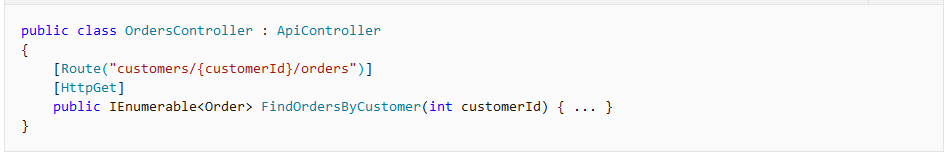 public class OrdersController : ApiController
{
    [Route("customers/{customerId}/orders")]
    [HttpGet]
    public IEnumerable<Order> FindOrdersByCustomer(int customerId) { ... }
}